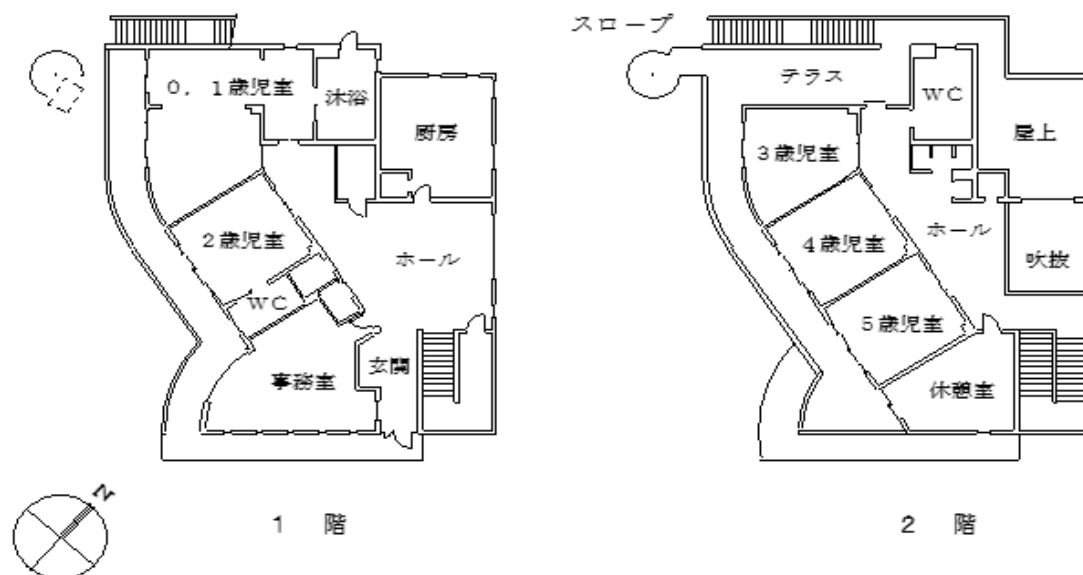 ０，１歳児室
沐浴
厨房
２歳児室
ホール
ＷＣ
玄関
事務室
N
１　階
スロープ
テラス
ＷＣ
屋上
３歳児室
ホール
４歳児室
吹抜
５歳児室
休憩室
２　階